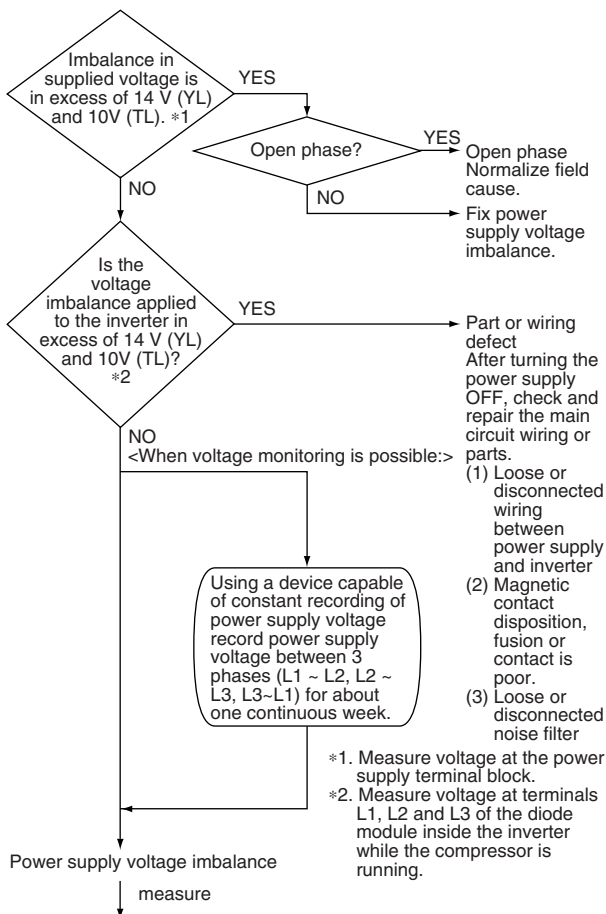 Imbalance in
supplied voltage is
in excess of 14 V (YL)
and 10V (TL). *1
YES
Open phase?
YES
Open phase
Normalize field
cause.
NO
NO
Fix power
supply voltage
imbalance.
Is the
voltage
imbalance applied
to the inverter in
excess of 14 V (YL)
and 10V (TL)?
*2
YES
Part or wiring
defect
After turning the
power supply
OFF, check and
repair the main
circuit wiring or
parts.
(1) Loose or
disconnected
wiring
between
power supply
and inverter
(2) Magnetic
contact
disposition,
fusion or
contact is
poor.
(3) Loose or
disconnected
noise filter
NO
<When voltage monitoring is possible:>
Using a device capable
of constant recording of
power supply voltage
record power supply
voltage between 3
phases (L1 ~ L2, L2 ~
L3, L3~L1) for about
one continuous week.
*1. Measure voltage at the power
supply terminal block.
*2. Measure voltage at terminals
L1, L2 and L3 of the diode
module inside the inverter
while the compressor is
running.
Power supply voltage imbalance
measure